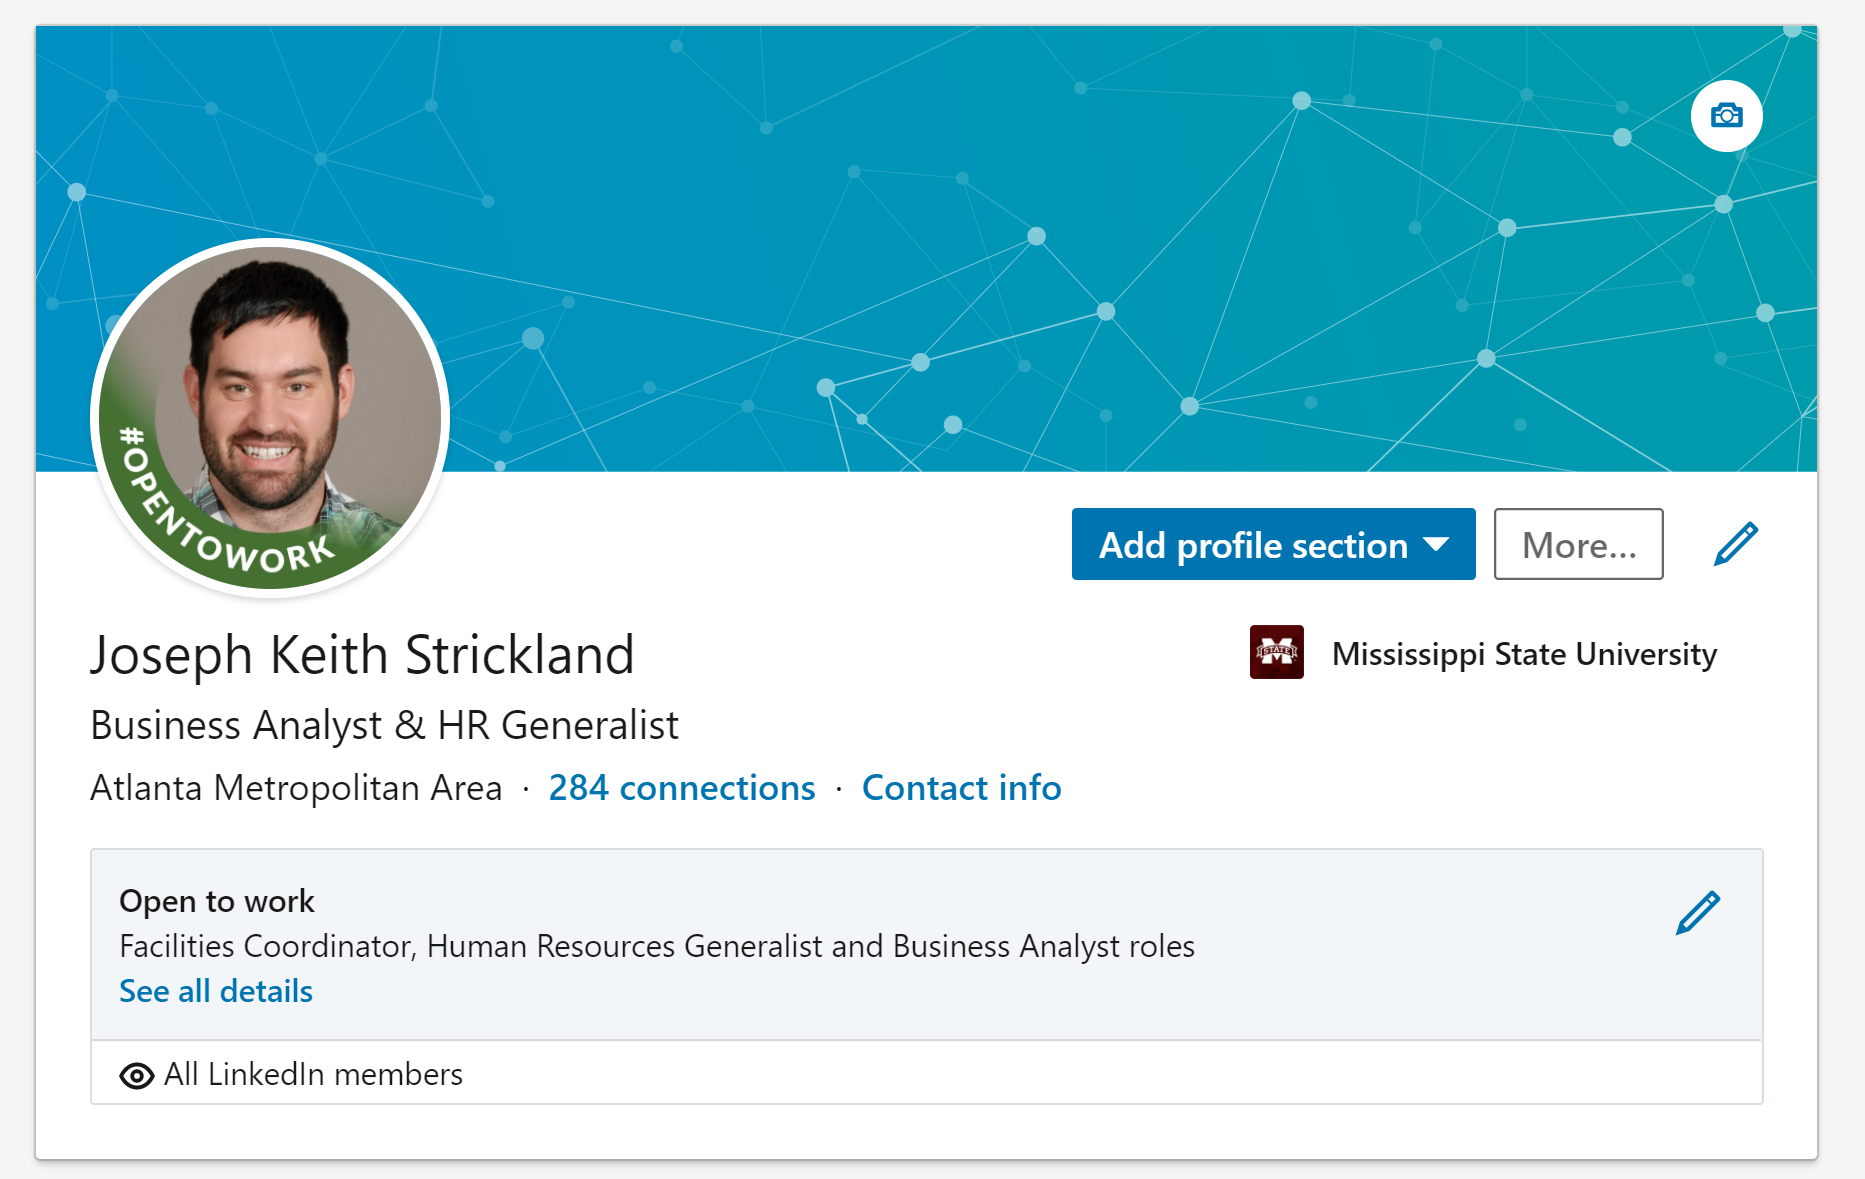 #OPENTOWORK
Add profile section
More...
Joseph Keith Strickland
STATE
Mississippi State University
Business Analyst & HR Generalist
Atlanta Metropolitan Area · 284 connections · Contact info
Open to work
Facilities Coordinator, Human Resources Generalist and Business Analyst roles
See all details
All LinkedIn members